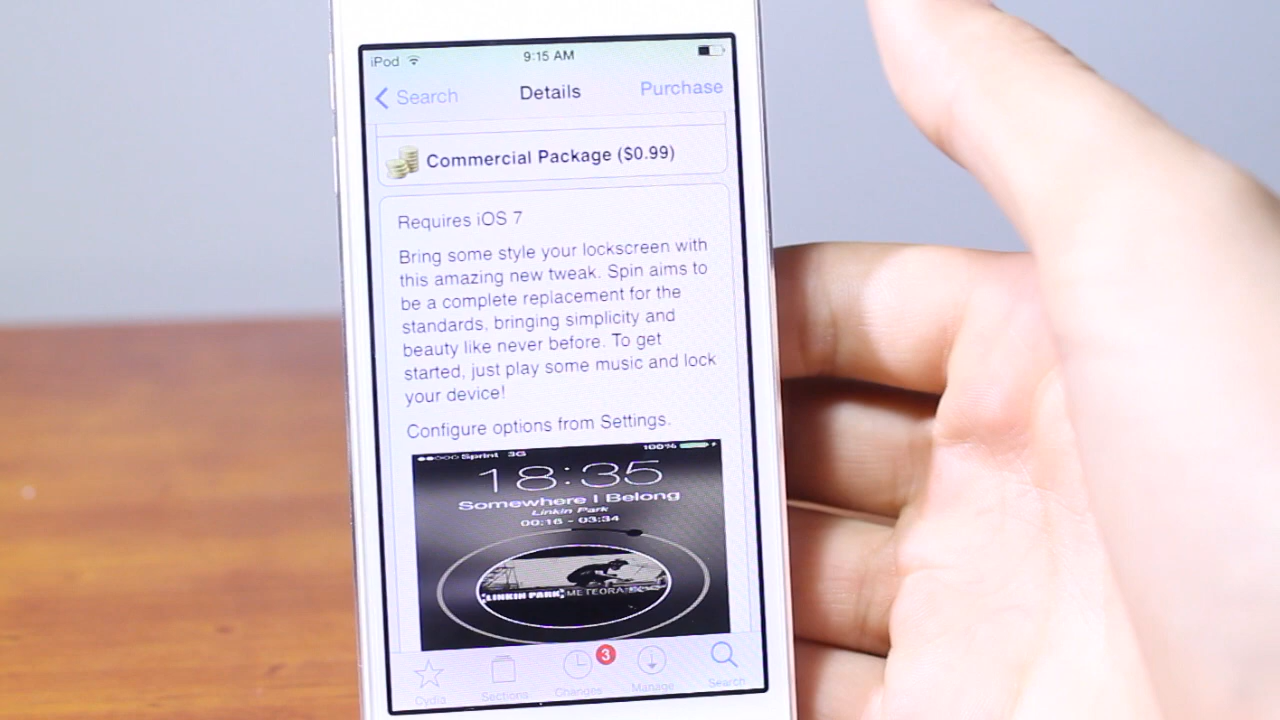 iPod 9:15 AM
Search Details Purchase
Commercial Package ($0.99)
Requires iOS 7
Bring some style your lockscreen with
this amazing new tweak. Spin aims to
be a complete replacement for the
standards, bringing simplicity and
beauty like never before. To get
started, just play some music and lock
your device!
Configure options from Settings.
Sprint 3G 100%
18:35
Somewhere I Belong
Linkin Park
00:16 - 03:34
LINKIN PARK METEORA
3
Cydia Sections Changes Manage Search